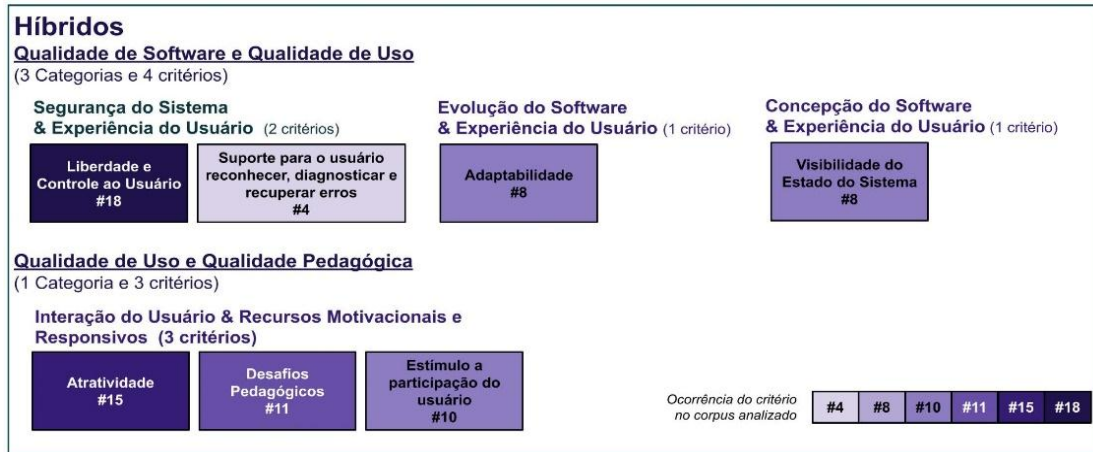 Híbridos
Qualidade de Software e Qualidade de Uso
(3 Categorias e 4 critérios)
Segurança do Sistema
& Experiência do Usuário (2 critérios)
Liberdade e
Controle ao Usuário
#18
Suporte para o usuário
reconhecer, diagnosticar e
recuperar erros
#4
Evolução do Software
& Experiência do Usuário (1 critério)
Adaptabilidade
#8
Concepção do Software
& Experiência do Usuário (1 critério)
Visibilidade do
Estado do Sistema
#8
Qualidade de Uso e Qualidade Pedagógica
(1 Categoria e 3 critérios)
Interação do Usuário & Recursos Motivacionais e
Responsivos (3 critérios)
Atratividade
#15
Desafios
Pedagógicos
#11
Estímulo a
participação do
usuário
#10
Ocorrência do critério
no corpus analizado
#4 #8 #10 #11 #15 #18